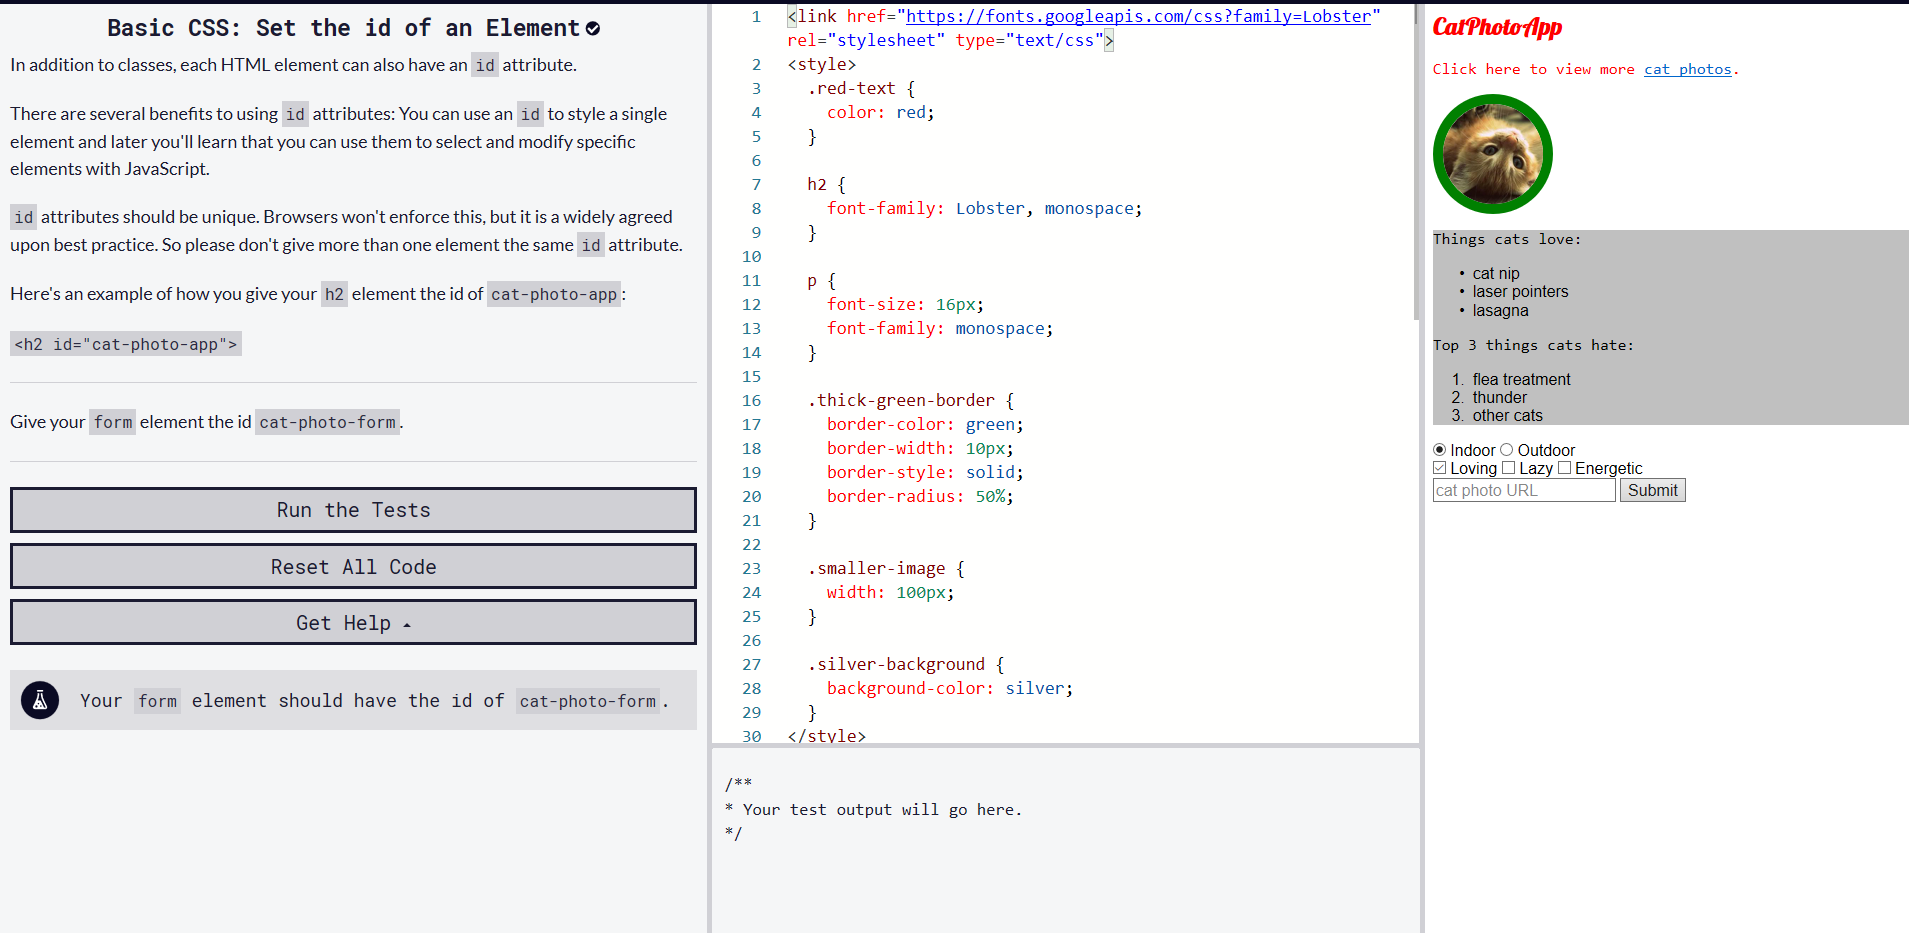 Basic CSS: Set the id of an Element
In addition to classes, each HTML element can also have an id attribute.
There are several benefits to using id attributes: You can use an id to style a single
element and later you'll learn that you can use them to select and modify specific
elements with JavaScript.
id attributes should be unique. Browsers won't enforce this, but it is a widely agreed
upon best practice. So please don't give more than one element the same id attribute.
Here's an example of how you give your h2 element the id of cat-photo-app:
<h2 id="cat-photo-app">
Give your form element the id cat-photo-form.
Run the Tests
Reset All Code
Get Help
Your form element should have the id of cat-photo-form.
1 <link href="https://fonts.googleapis.com/css?family=Lobster"
rel="stylesheet" type="text/css">
2 <style>
3 .red-text {
4 color: red;
5 }
6
7 h2 {
8 font-family: Lobster, monospace;
9 }
10
11 p {
12 font-size: 16px;
13 font-family: monospace;
14 }
15
16 .thick-green-border {
17 border-color: green;
18 border-width: 10px;
19 border-style: solid;
20 border-radius: 50%;
21 }
22
23 .smaller-image {
24 width: 100px;
25 }
26
27 .silver-background {
28 background-color: silver;
29 }
30 </style>
/**
* Your test output will go here.
*/
CatPhotoApp
Click here to view more cat photos.
Things cats love:
• cat nip
• laser pointers
• lasagna
Top 3 things cats hate:
1. flea treatment
2. thunder
3. other cats
Indoor Outdoor
Loving Lazy Energetic
cat photo URL Submit